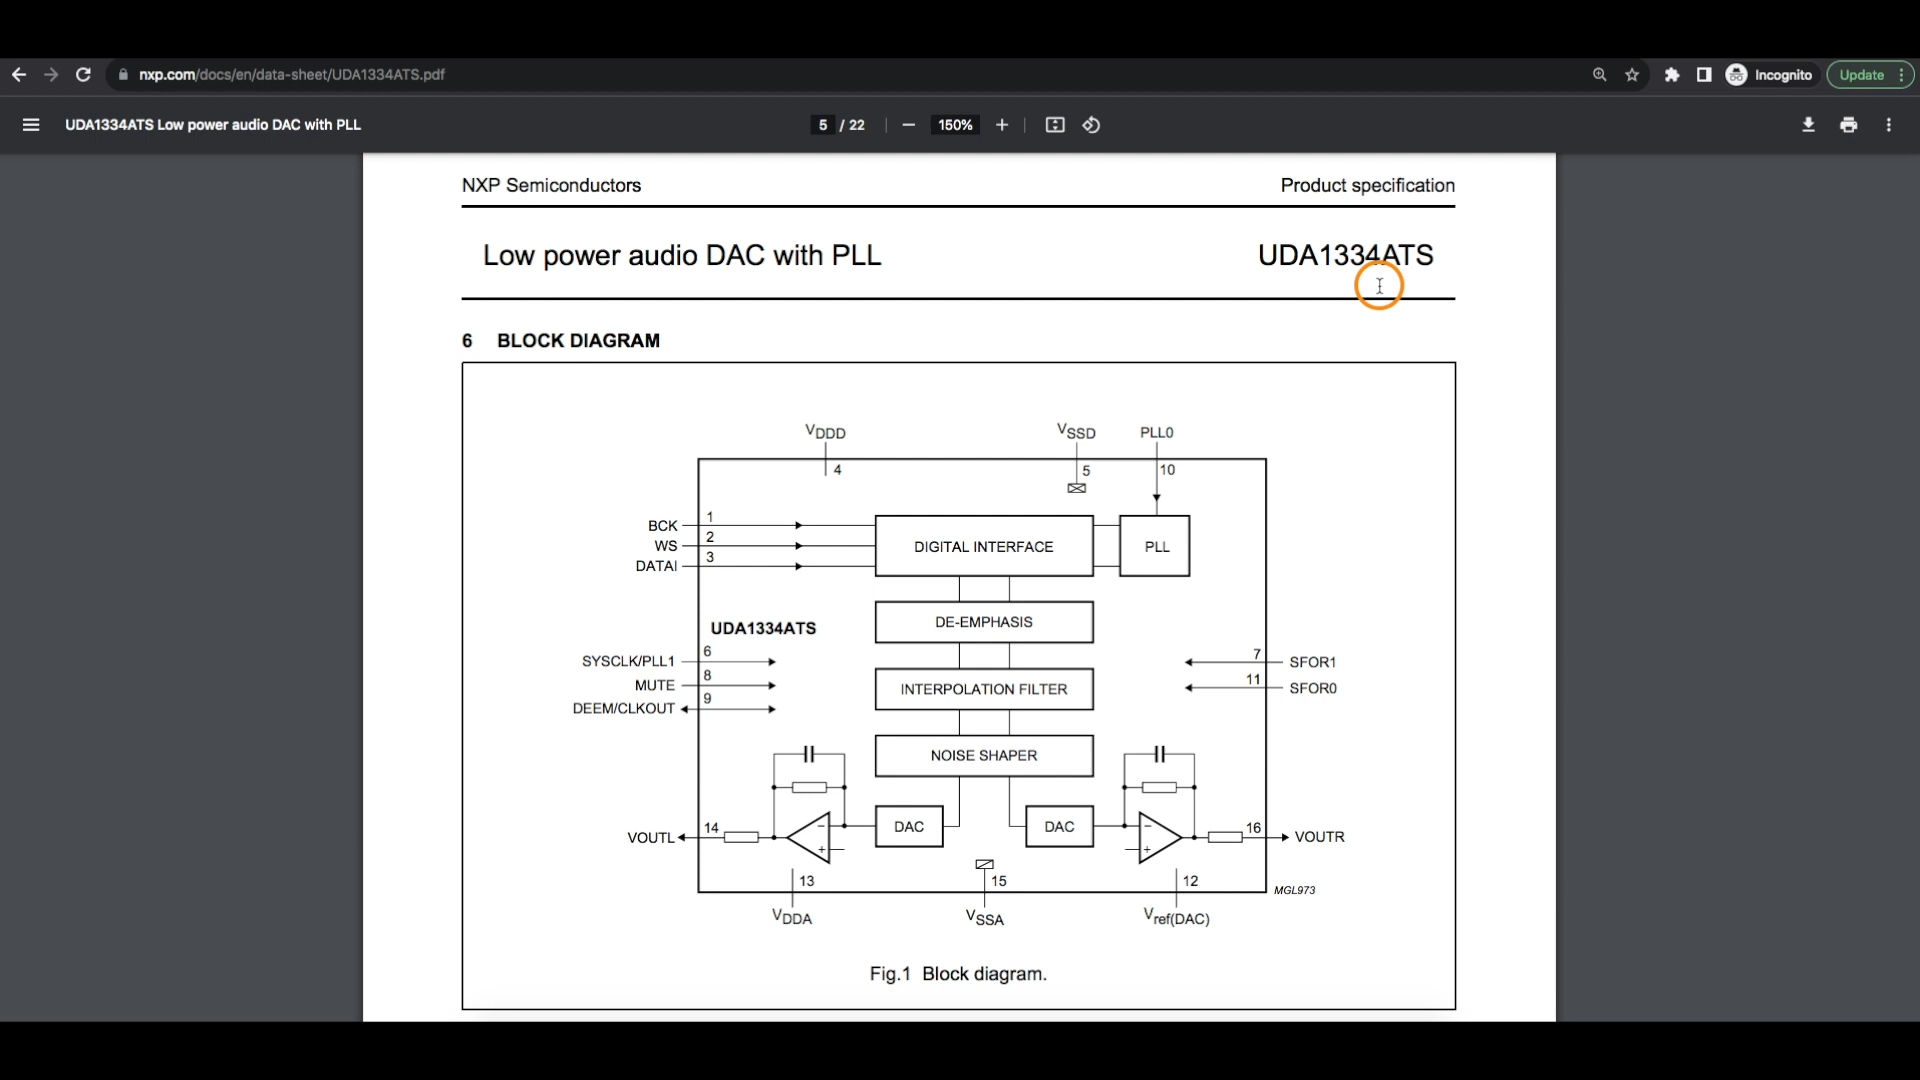 nxp.com/docs/en/data-sheet/UDA1334ATS.pdf
Incognito
Update
UDA1334ATS Low power audio DAC with PLL
5 / 22
150%
NXP Semiconductors
Product specification
Low power audio DAC with PLL
UDA1334ATS
6 BLOCK DIAGRAM
VDDD
VSSD
PLL0
4
5
10
BCK
1
WS
2
DATAI
3
DIGITAL INTERFACE
PLL
DE-EMPHASIS
UDA1334ATS
SYSCLK/PLL1
6
MUTE
8
DEEM/CLKOUT
9
7
SFOR1
11
SFOR0
INTERPOLATION FILTER
NOISE SHAPER
VOUTL
14
−
+
DAC
DAC
−
+
16
VOUTR
13
15
12
MGL973
VDDA
VSSA
Vref(DAC)
Fig.1 Block diagram.